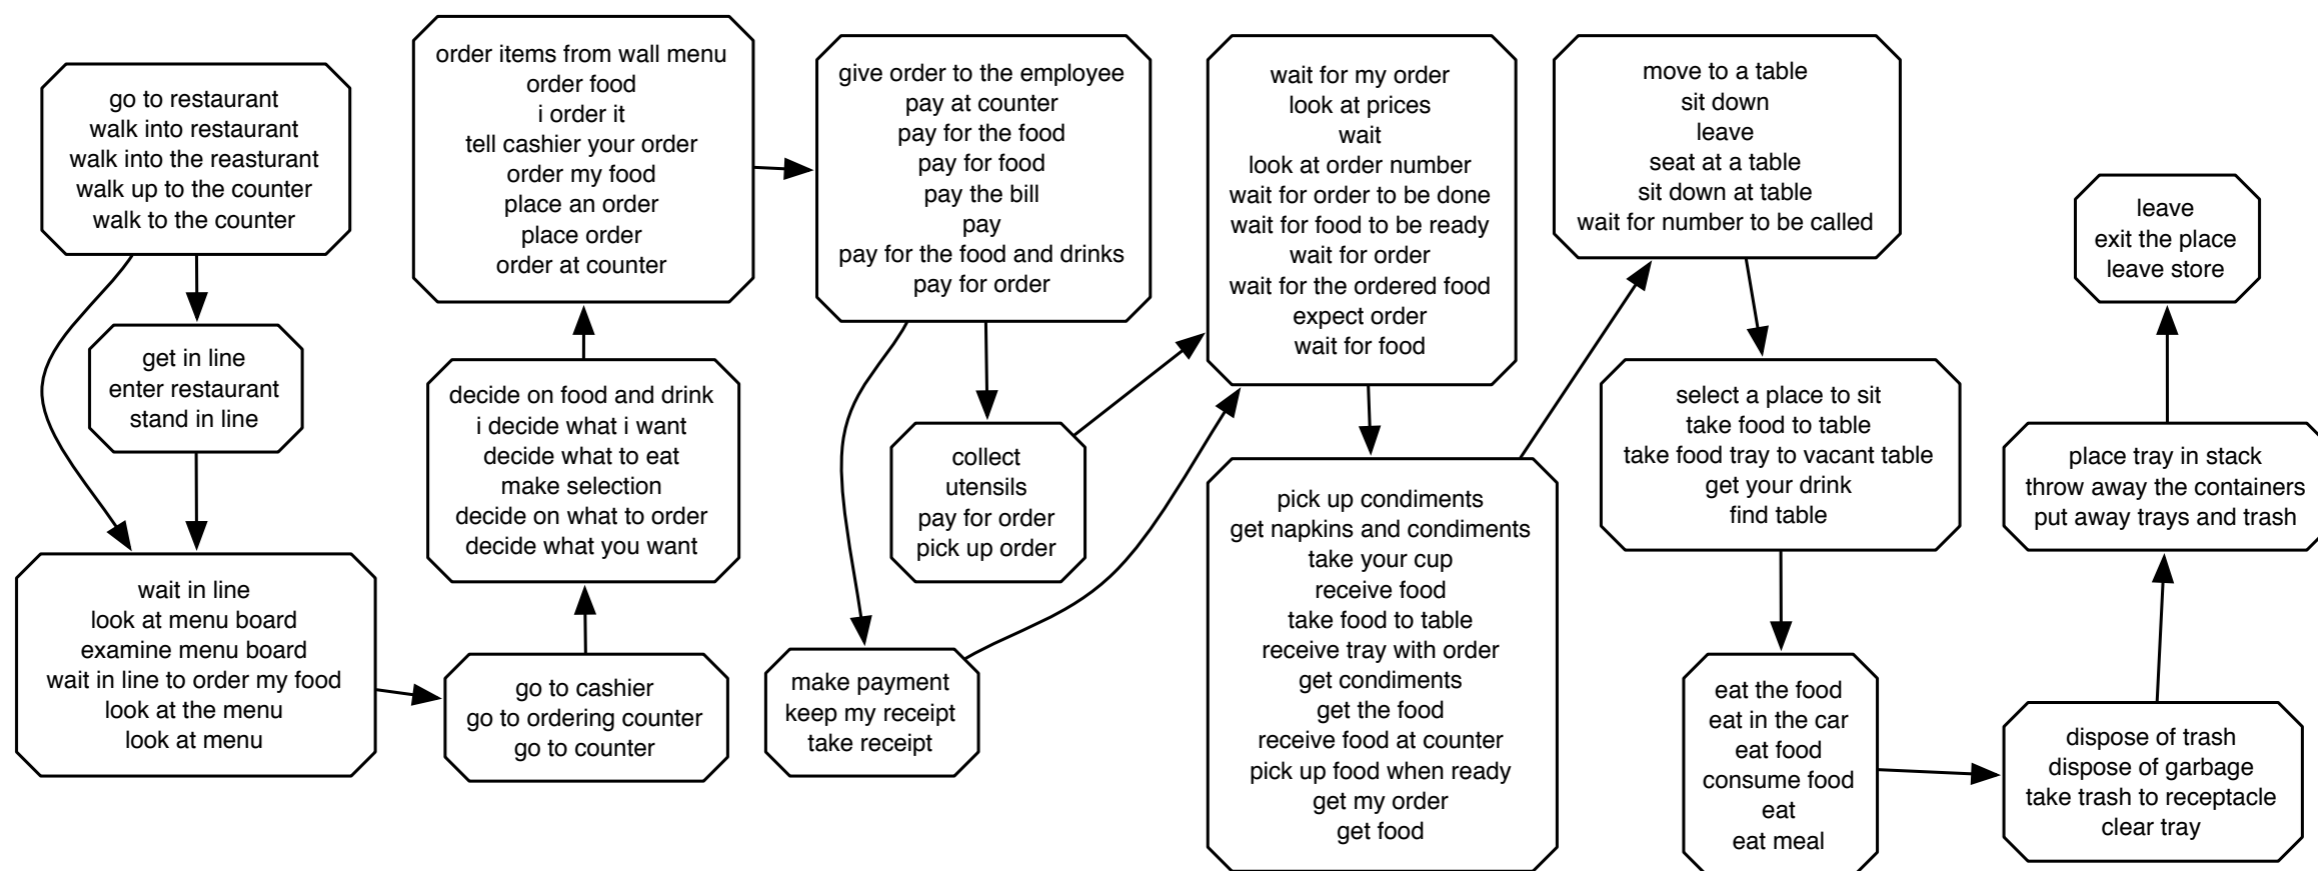 go to restaurant
walk into restaurant
walk into the reasturant
walk up to the counter
walk to the counter
get in line
enter restaurant
stand in line
wait in line
look at menu board
examine menu board
wait in line to order my food
look at the menu
look at menu
go to cashier
go to ordering counter
go to counter
decide on food and drink
i decide what i want
decide what to eat
make selection
decide on what to order
decide what you want
order items from wall menu
order food
i order it
tell cashier your order
order my food
place an order
place order
order at counter
give order to the employee
pay at counter
pay for the food
pay for food
pay the bill
pay
pay for the food and drinks
pay for order
collect
utensils
pay for order
pick up order
make payment
keep my receipt
take receipt
wait for my order
look at prices
wait
look at order number
wait for order to be done
wait for food to be ready
wait for order
wait for the ordered food
expect order
wait for food
pick up condiments
get napkins and condiments
take your cup
receive food
take food to table
receive tray with order
get condiments
get the food
receive food at counter
pick up food when ready
get my order
get food
move to a table
sit down
leave
seat at a table
sit down at table
wait for number to be called
select a place to sit
take food to table
take food tray to vacant table
get your drink
find table
eat the food
eat in the car
eat food
consume food
eat
eat meal
dispose of trash
dispose of garbage
take trash to receptacle
clear tray
place tray in stack
throw away the containers
put away trays and trash
leave
exit the place
leave store